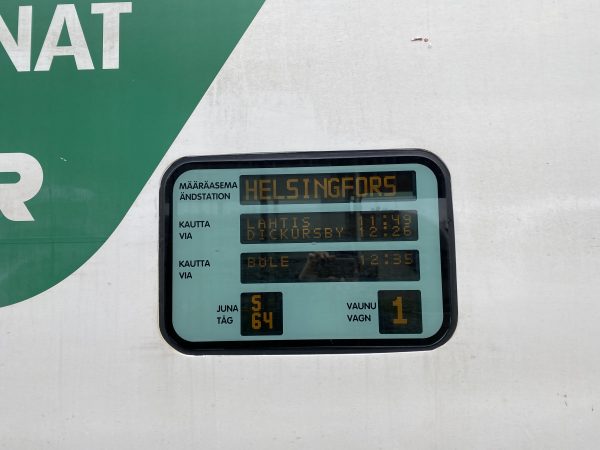 NAT
R
MÄÄRÄASEMA HELSINGFORS
ÄNDSTATION
KAUTTA LAHTIS 11:49
VIA DICKURSBY 12:26
KAUTTA BÖLE 12:35
VIA
JUNA S VAUNU 1
TÅG 64 VAGN